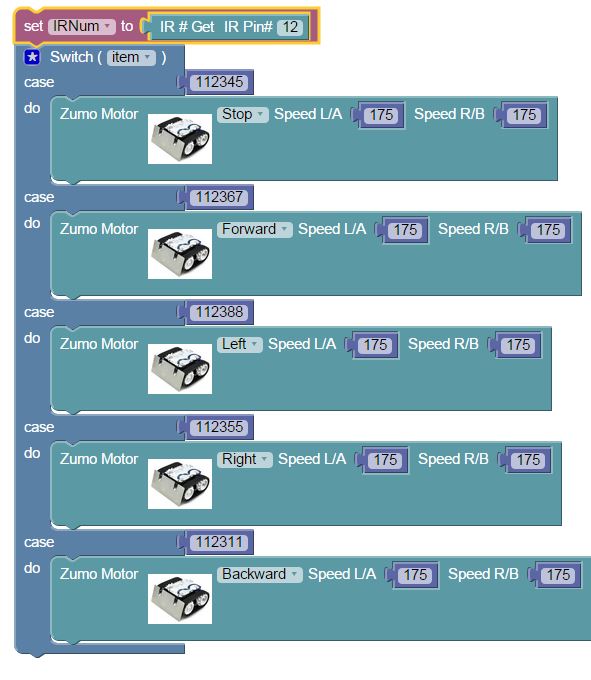 set IRNum to IR # Get IR Pin# 12
Switch ( item )
case 112345
do Zumo Motor Stop Speed L/A 175 Speed R/B 175
case 112367
do Zumo Motor Forward Speed L/A 175 Speed R/B 175
case 112388
do Zumo Motor Left Speed L/A 175 Speed R/B 175
case 112355
do Zumo Motor Right Speed L/A 175 Speed R/B 175
case 112311
do Zumo Motor Backward Speed L/A 175 Speed R/B 175